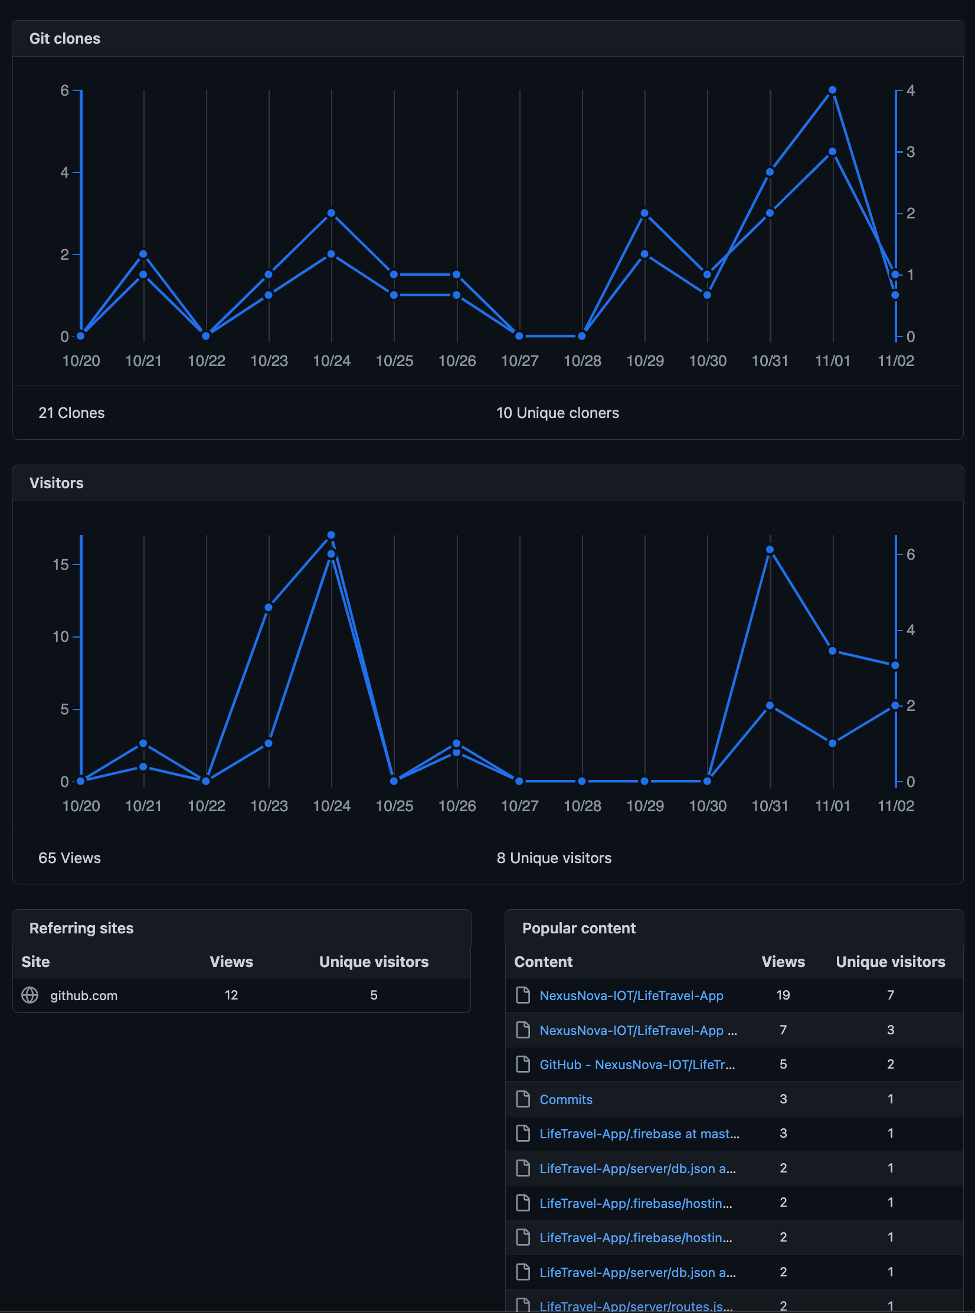 Git clones
6
4
4
3
2
2
1
0
0
10/20 10/21 10/22 10/23 10/24 10/25 10/26 10/27 10/28 10/29 10/30 10/31 11/01 11/02
21 Clones 10 Unique cloners
Visitors
15
6
10
4
5
2
0
0
10/20 10/21 10/22 10/23 10/24 10/25 10/26 10/27 10/28 10/29 10/30 10/31 11/01 11/02
65 Views 8 Unique visitors
Referring sites
Site Views Unique visitors
github.com 12 5
Popular content
Content Views Unique visitors
NexusNova-IOT/LifeTravel-App 19 7
NexusNova-IOT/LifeTravel-App ... 7 3
GitHub - NexusNova-IOT/LifeTr... 5 2
Commits 3 1
LifeTravel-App/.firebase at mast... 3 1
LifeTravel-App/server/db.json a... 2 1
LifeTravel-App/.firebase/hostin... 2 1
LifeTravel-App/.firebase/hostin... 2 1
LifeTravel-App/server/db.json a... 2 1
LifeTravel-App/server/routes.js... 2 1